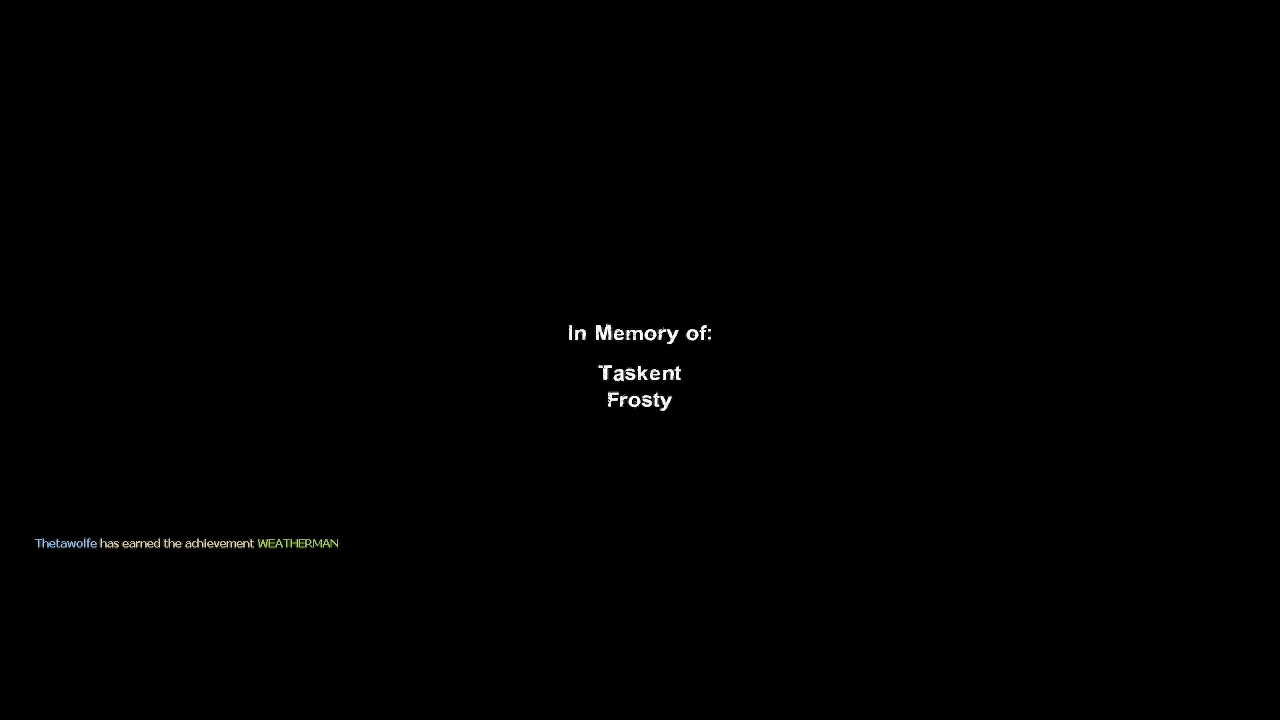 In Memory of:
Taskent
Frosty
Thetawolfe has earned the achievement WEATHERMAN